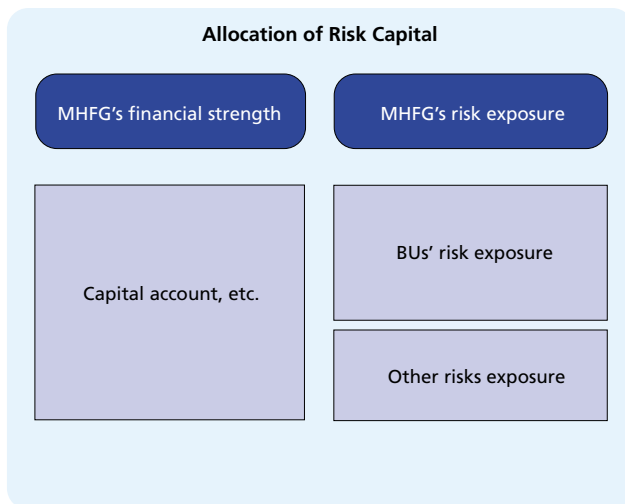 Allocation of Risk Capital
MHFG's financial strength
MHFG's risk exposure
Capital account, etc.
BUs' risk exposure
Other risks exposure